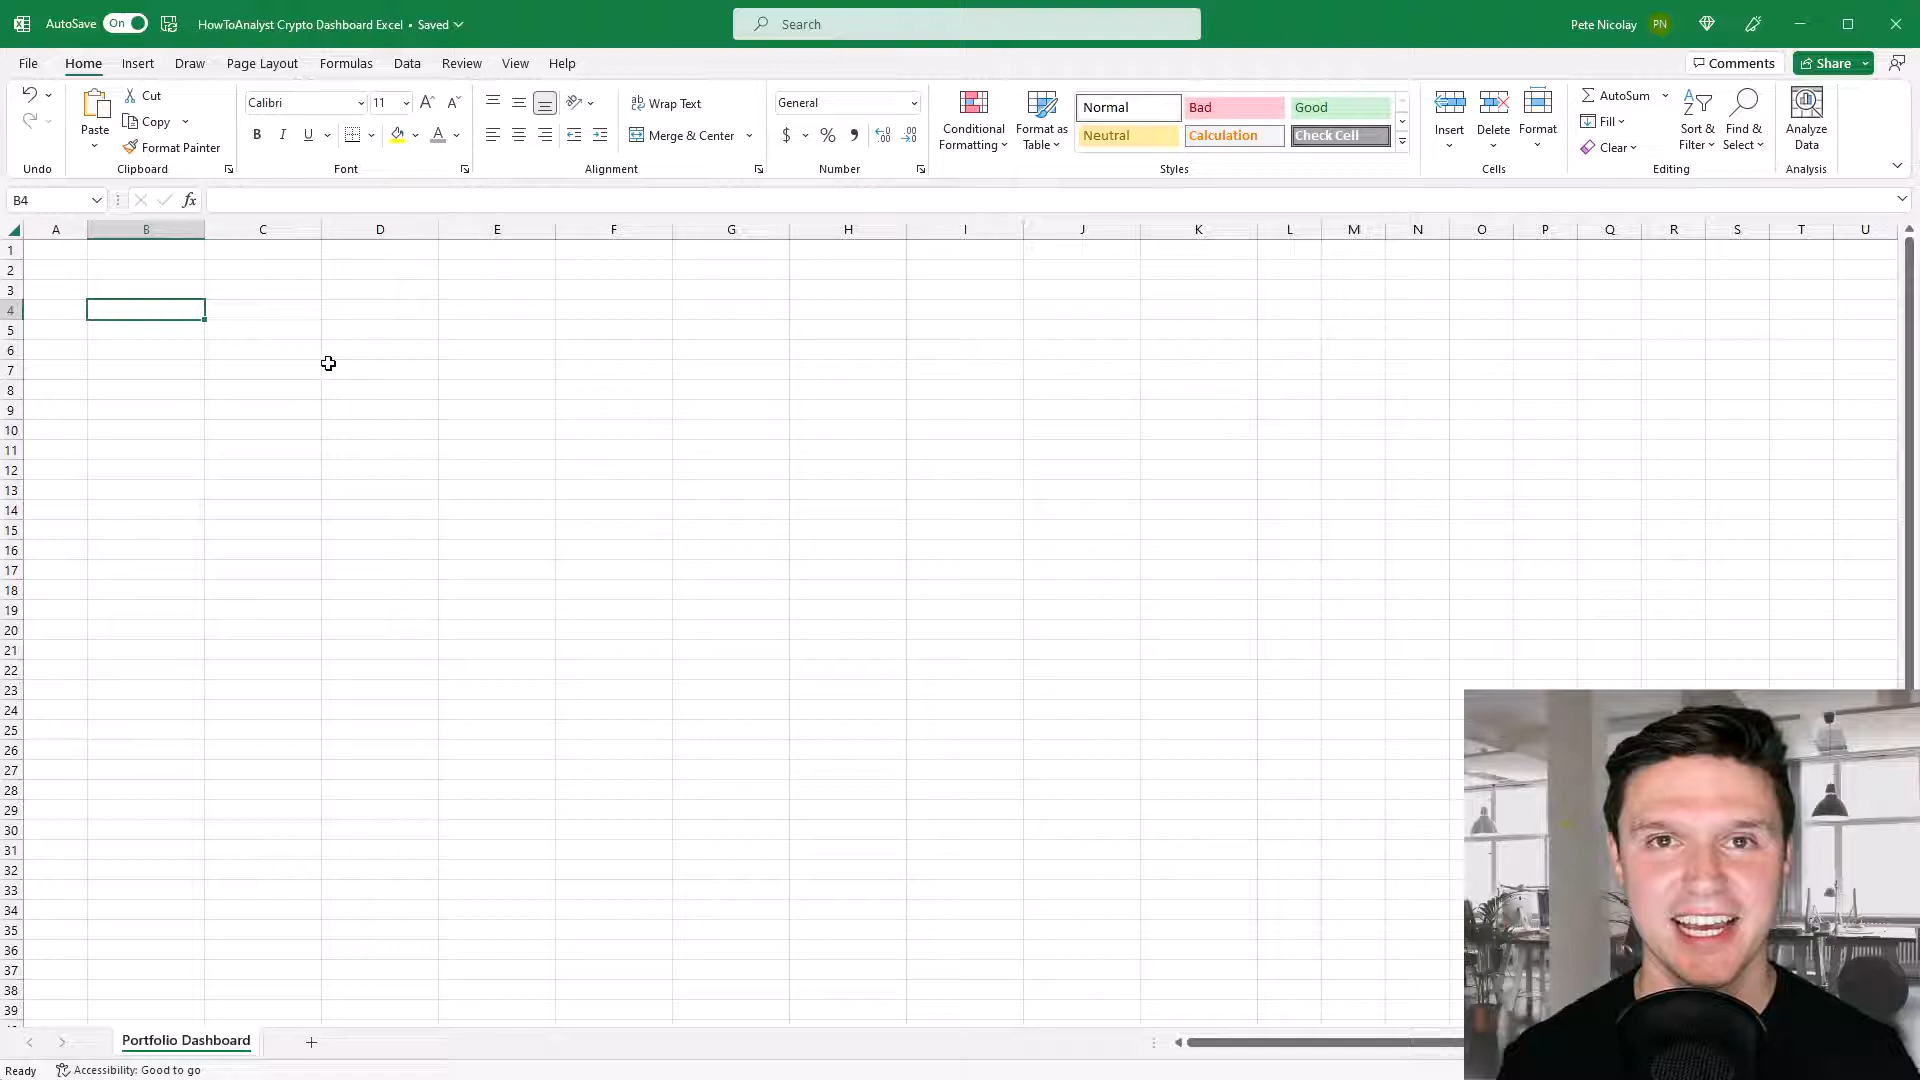 AutoSave On HowToAnalyst Crypto Dashboard Excel • Saved Search Pete Nicolay PN
File Home Insert Draw Page Layout Formulas Data Review View Help Comments Share
Paste
Cut
Copy
Format Painter
Calibri 11
B I U A
Wrap Text
Merge & Center
General
$ % ,
Conditional
Formatting
Format as
Table
Normal Bad Good
Neutral Calculation Check Cell
Insert Delete Format
AutoSum
Fill
Clear
Sort &
Filter
Find &
Select
Analyze
Data
Undo Clipboard Font Alignment Number Styles Cells Editing Analysis
B4 fx
A B C D E F G H I J K L M N O P Q R S T U
1
2
3
4
5
6
7
8
9
10
11
12
13
14
15
16
17
18
19
20
21
22
23
24
25
26
27
28
29
30
31
32
33
34
35
36
37
38
39
Portfolio Dashboard
Ready Accessibility: Good to go